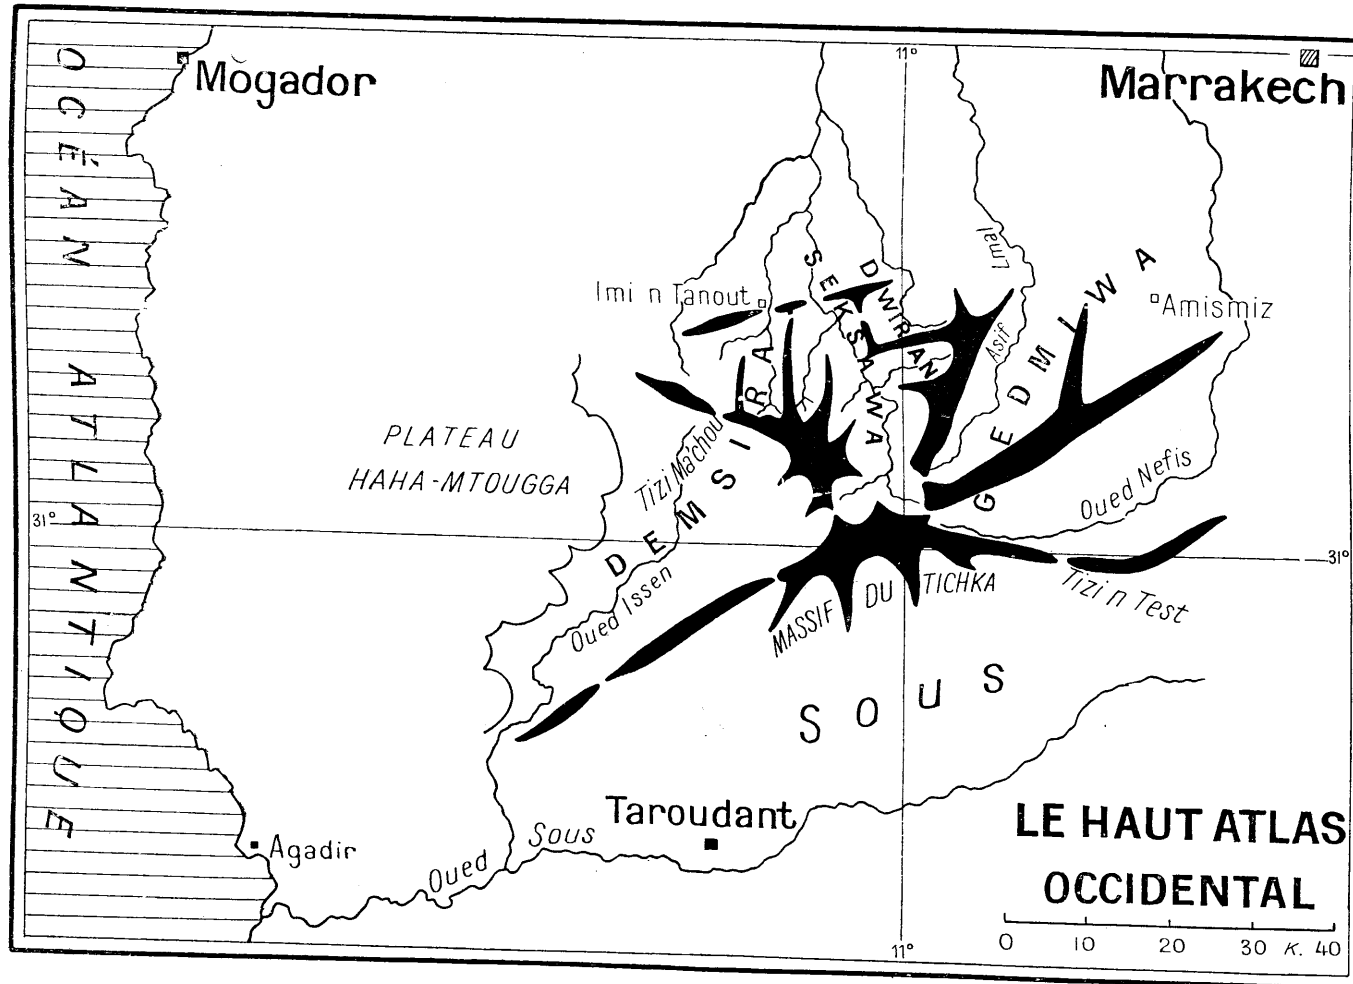 OCÉAN ATLANTIQUE
Mogador
11°
Marrakech
Imi n Tanout
SEKSAWA
DWIRAN
Lmal
Asif
GEDMIWA
Amismiz
PLATEAU
HAHA-MTOUGGA
Tizi Machou
DEMSIRA
Oued Nefis
31°
31°
Oued Issen
MASSIF DU TICHKA
Tizi n Test
SOUS
Taroudant
Agadir
Oued Sous
LE HAUT ATLAS
OCCIDENTAL
0 10 20 30 K. 40
11°